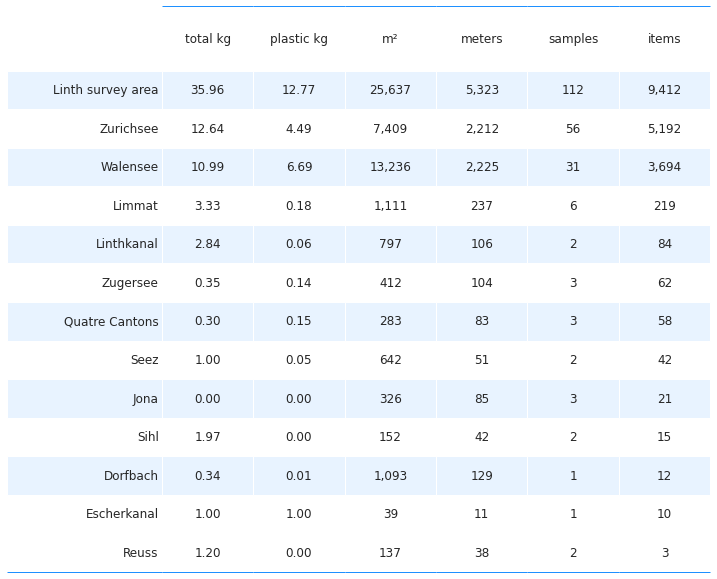 total kg plastic kg m² meters samples items
Linth survey area 35.96 12.77 25,637 5,323 112 9,412
Zurichsee 12.64 4.49 7,409 2,212 56 5,192
Walensee 10.99 6.69 13,236 2,225 31 3,694
Limmat 3.33 0.18 1,111 237 6 219
Linthkanal 2.84 0.06 797 106 2 84
Zugersee 0.35 0.14 412 104 3 62
Quatre Cantons 0.30 0.15 283 83 3 58
Seez 1.00 0.05 642 51 2 42
Jona 0.00 0.00 326 85 3 21
Sihl 1.97 0.00 152 42 2 15
Dorfbach 0.34 0.01 1,093 129 1 12
Escherkanal 1.00 1.00 39 11 1 10
Reuss 1.20 0.00 137 38 2 3